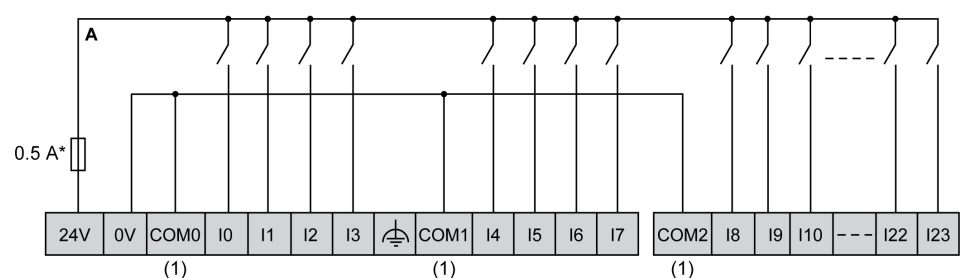 A
0.5 A*
24V 0V COM0 I0 I1 I2 I3 COM1 I4 I5 I6 I7 COM2 I8 I9 I10 I22 I23
(1) (1) (1)